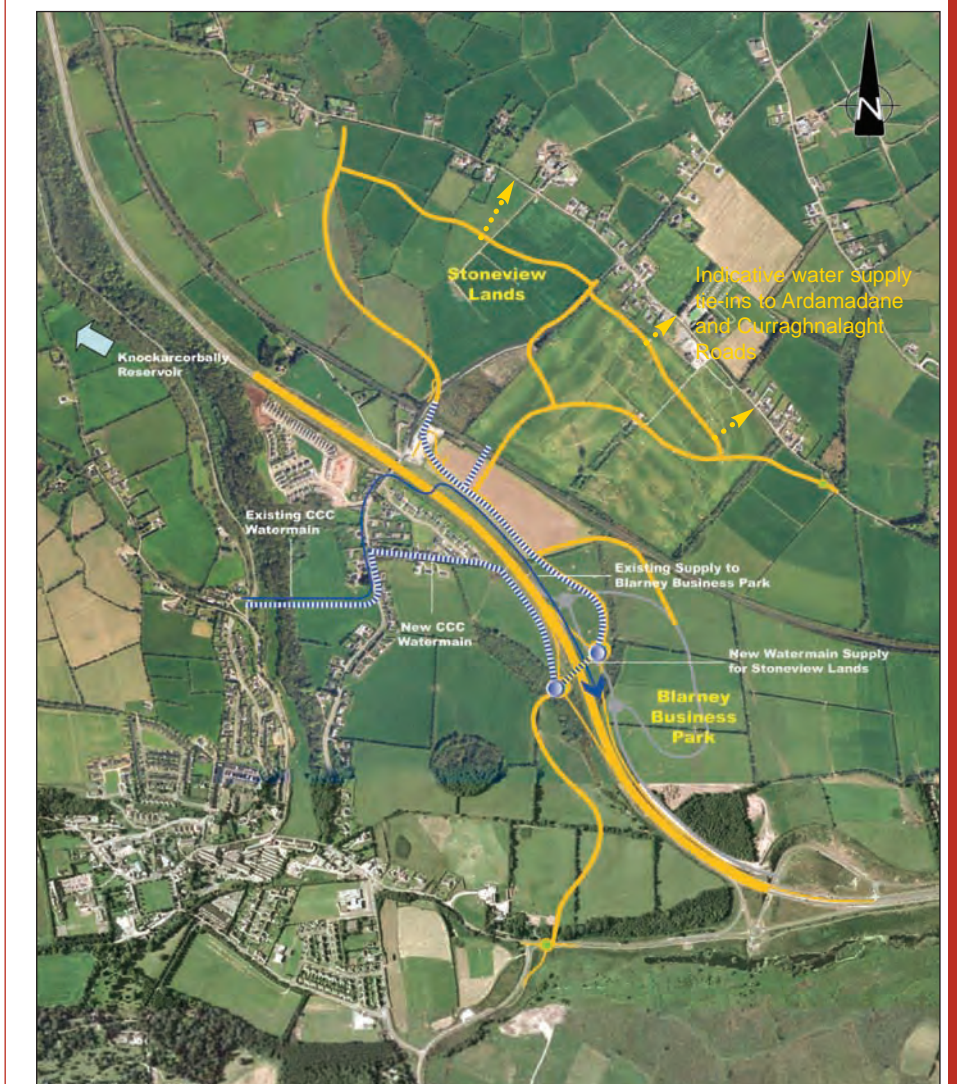 N
Stoneview
Lands
Indicative water supply
tie-ins to Ardamadane
and Curraghnalaght
Roads
Knockarcorbally
Reservoir
Existing CCC
Watermain
Existing Supply to
Blarney Business Park
New CCC
Watermain
New Watermain Supply
for Stoneview Lands
Blarney
Business
Park